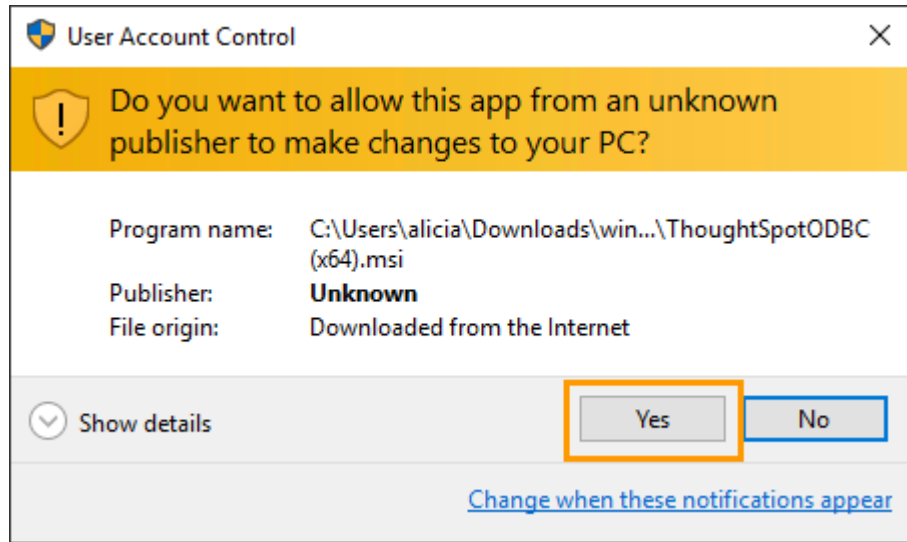 User Account Control
Do you want to allow this app from an unknown
publisher to make changes to your PC?
Program name: C:\Users\alicia\Downloads\win...\ThoughtSpotODBC
(x64).msi
Publisher: Unknown
File origin: Downloaded from the Internet
Show details Yes No
Change when these notifications appear